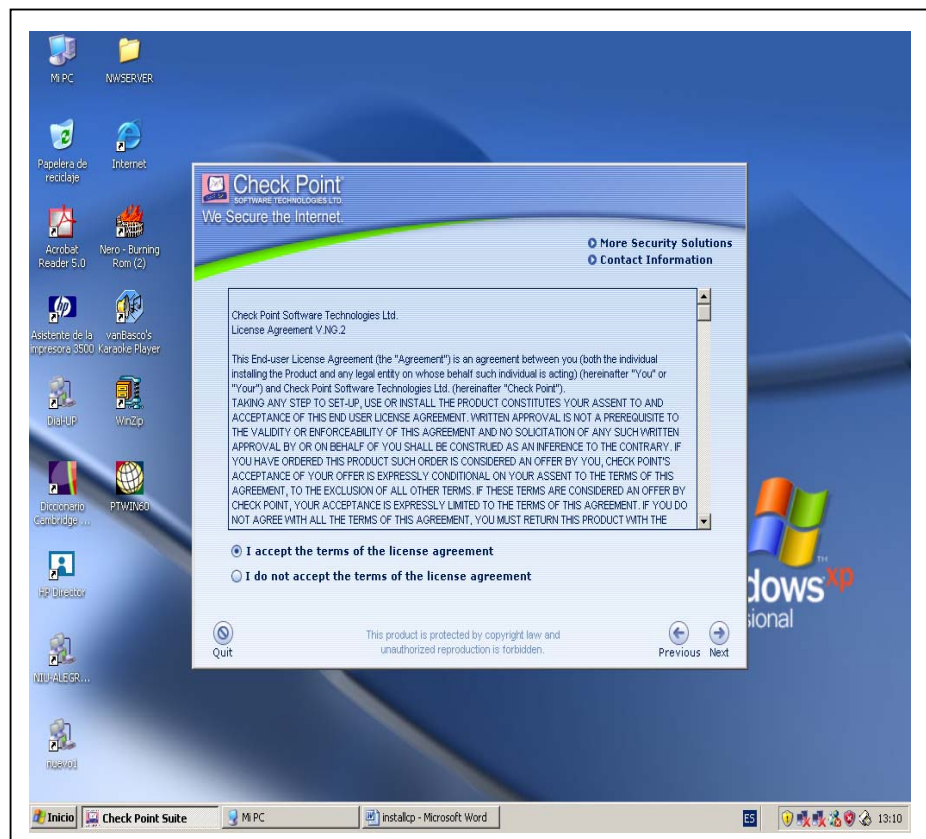 Mi PC
NWSERVER
Papelera de
reciclaje
Internet
Acrobat
Reader 5.0
Nero - Burning
Rom (2)
Asistente de la
impresora 3500
vanBasco's
Karaoke Player
Dial-UP
WinZip
Diccionario
Cambridge ...
PTWIN60
HP Director
NIU-ALEGR...
nuevo1
Check Point
SOFTWARE TECHNOLOGIES LTD.
We Secure the Internet.
More Security Solutions
Contact Information
Check Point Software Technologies Ltd.
License Agreement V.NG.2
This End-user License Agreement (the "Agreement") is an agreement between you (both the individual
installing the Product and any legal entity on whose behalf such individual is acting) (hereinafter "You" or
"Your") and Check Point Software Technologies Ltd. (hereinafter "Check Point").
TAKING ANY STEP TO SET-UP, USE OR INSTALL THE PRODUCT CONSTITUTES YOUR ASSENT TO AND
ACCEPTANCE OF THIS END USER LICENSE AGREEMENT. WRITTEN APPROVAL IS NOT A PREREQUISITE TO
THE VALIDITY OR ENFORCEABILITY OF THIS AGREEMENT AND NO SOLICITATION OF ANY SUCH WRITTEN
APPROVAL BY OR ON BEHALF OF YOU SHALL BE CONSTRUED AS AN INFERENCE TO THE CONTRARY. IF
YOU HAVE ORDERED THIS PRODUCT SUCH ORDER IS CONSIDERED AN OFFER BY YOU, CHECK POINT'S
ACCEPTANCE OF YOUR OFFER IS EXPRESSLY CONDITIONAL ON YOUR ASSENT TO THE TERMS OF THIS
AGREEMENT, TO THE EXCLUSION OF ALL OTHER TERMS. IF THESE TERMS ARE CONSIDERED AN OFFER BY
CHECK POINT, YOUR ACCEPTANCE IS EXPRESSLY LIMITED TO THE TERMS OF THIS AGREEMENT. IF YOU DO
NOT AGREE WITH ALL THE TERMS OF THIS AGREEMENT, YOU MUST RETURN THIS PRODUCT WITH THE
I accept the terms of the license agreement
I do not accept the terms of the license agreement
Quit
This product is protected by copyright law and
unauthorized reproduction is forbidden.
Previous
Next
dows xp
sional
Inicio
Check Point Suite
Mi PC
installcp - Microsoft Word
ES
13:10